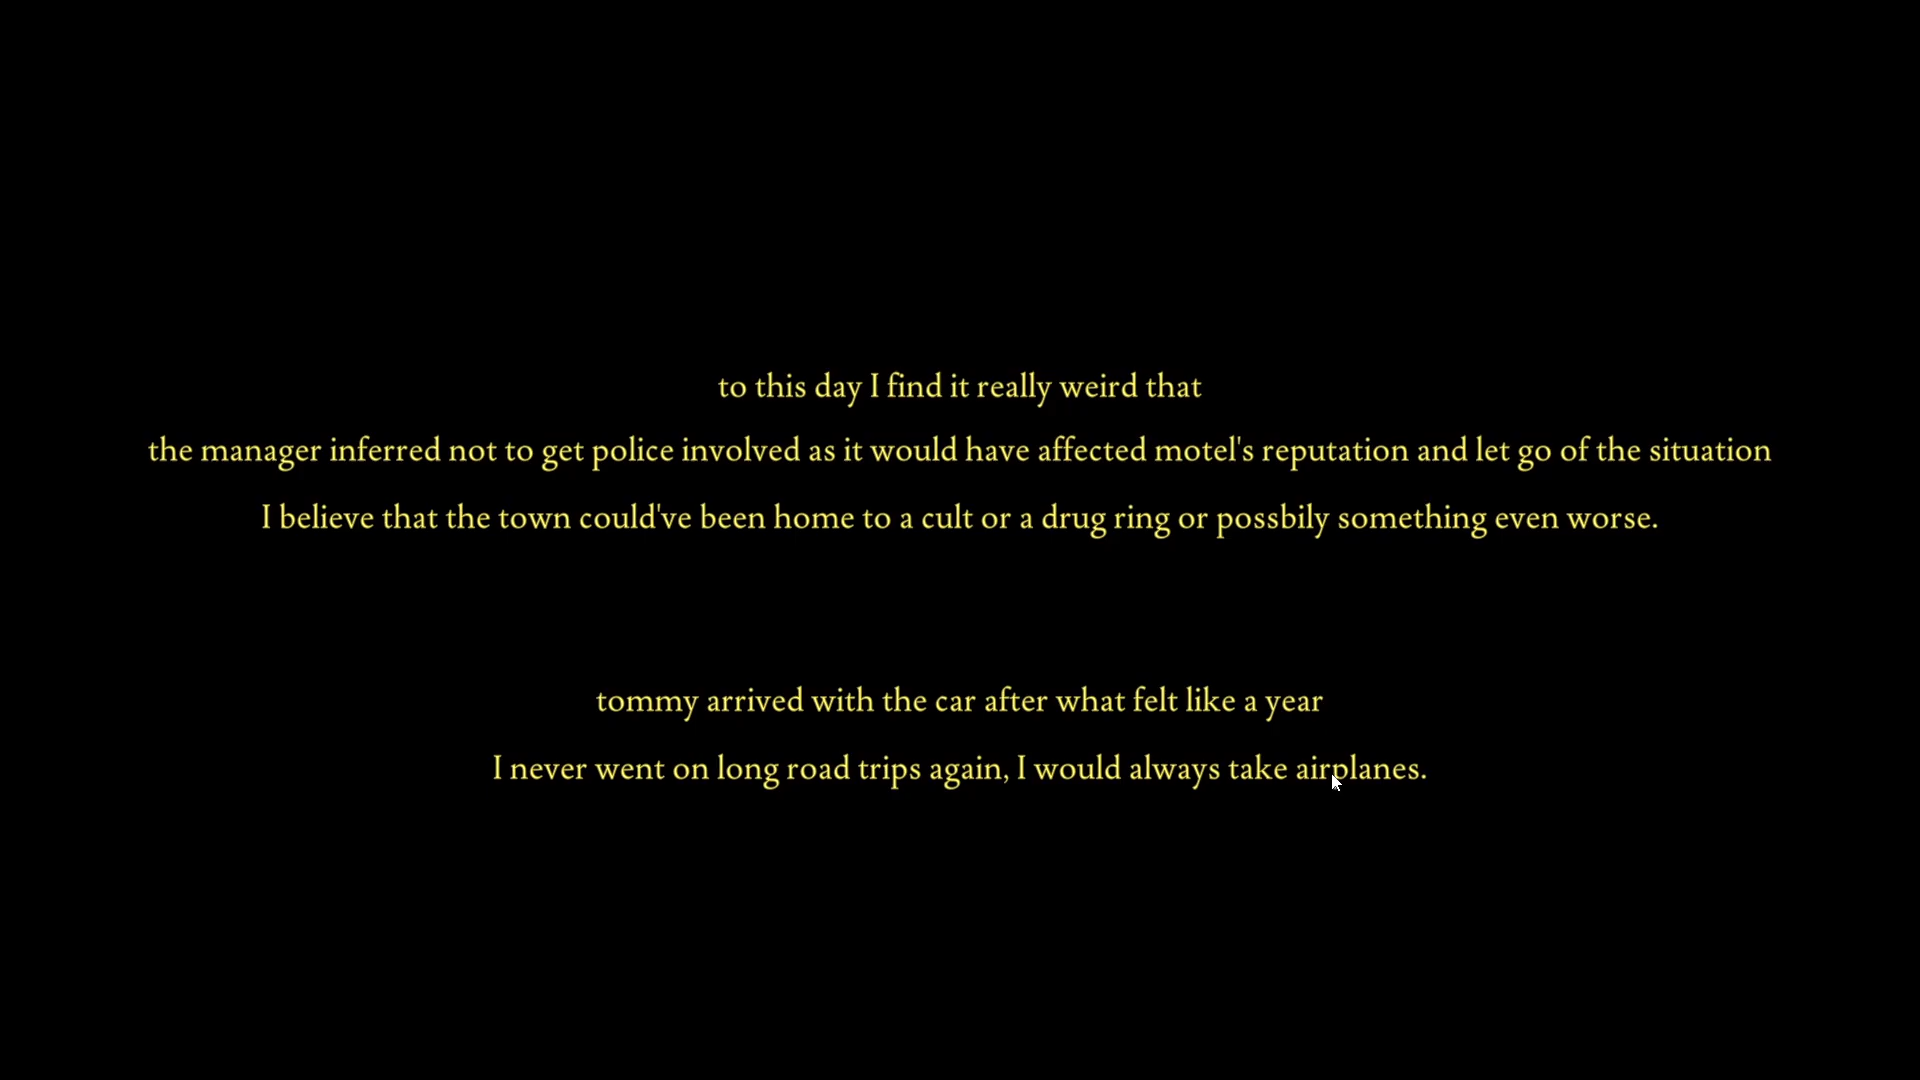 to this day I find it really weird that
the manager inferred not to get police involved as it would have affected motel's reputation and let go of the situation
I believe that the town could've been home to a cult or a drug ring or possbily something even worse.
tommy arrived with the car after what felt like a year
I never went on long road trips again, I would always take airplanes.